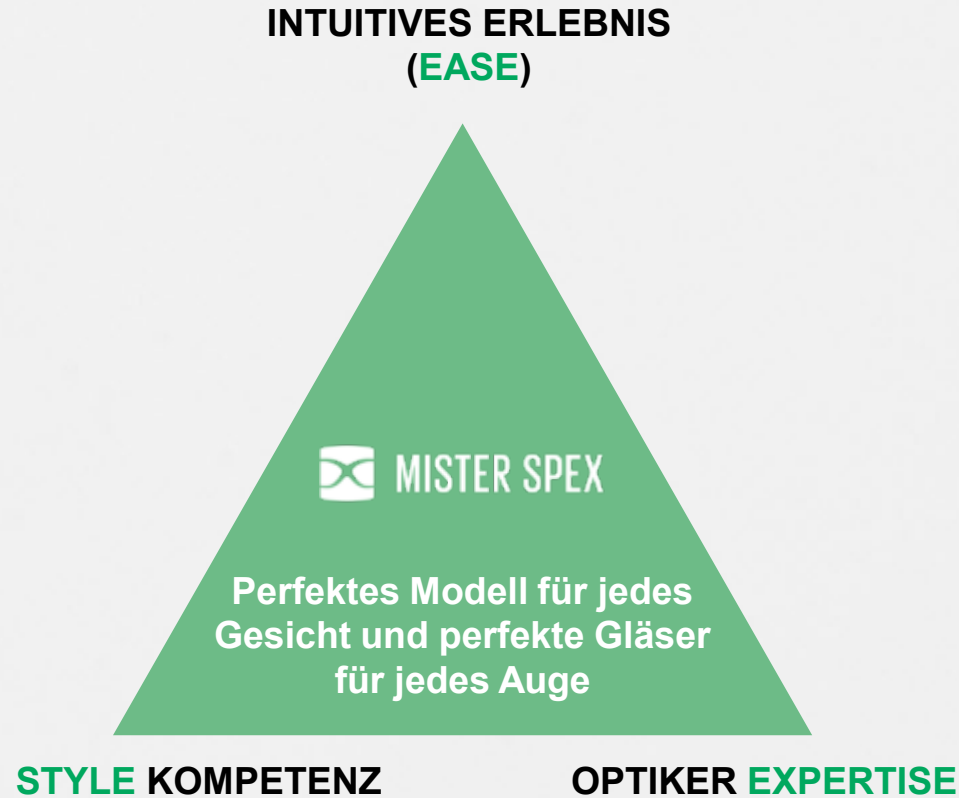 INTUITIVES ERLEBNIS
(EASE)
MISTER SPEX
Perfektes Modell für jedes
Gesicht und perfekte Gläser
für jedes Auge
STYLE KOMPETENZ
OPTIKER EXPERTISE